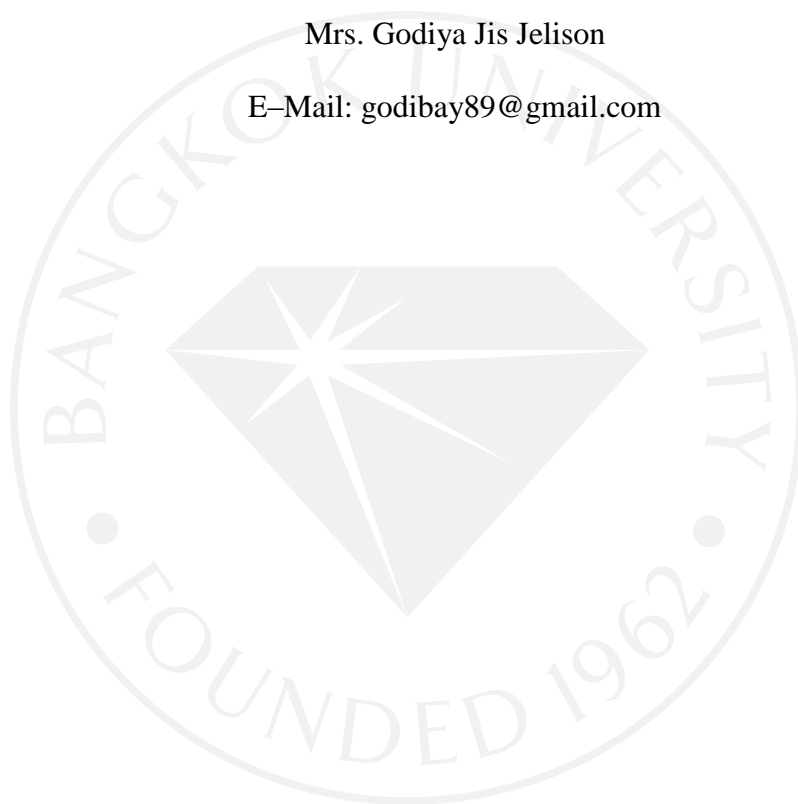 Mrs. Godiya Jis Jelison
E–Mail: godibay89@gmail.com
BANGKOK UNIVERSITY
• FOUNDED 1962 •